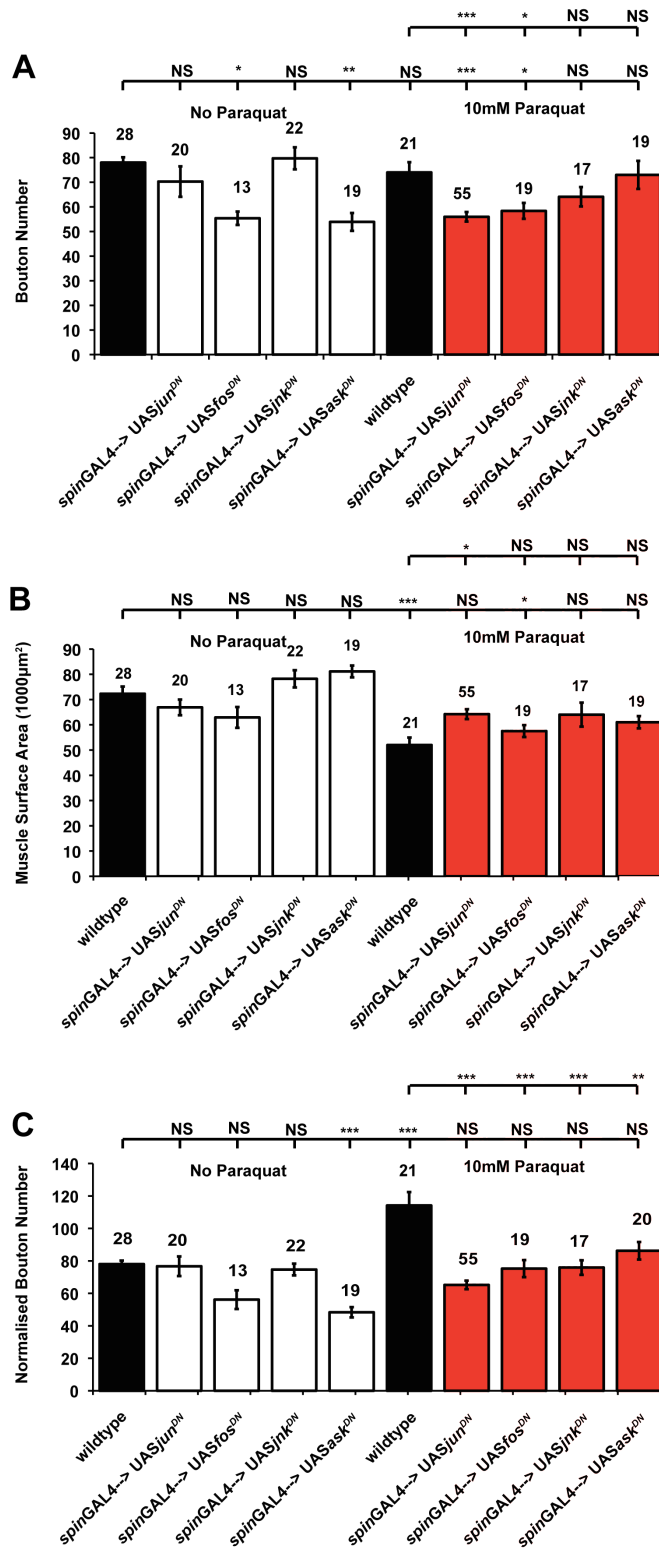 *** * NS NS
A
NS * NS ** NS *** * NS NS
No Paraquat 10mM Paraquat
Bouton Number
90
80
70
60
50
40
30
20
10
0
28 20 13 22 19 21 55 19 17 19
spinGAL4--> UASjunDN
spinGAL4--> UASfosDN
spinGAL4--> UASjnkDN
spinGAL4--> UASaskDN
wildtype
spinGAL4--> UASjunDN
spinGAL4--> UASfosDN
spinGAL4--> UASjnkDN
spinGAL4--> UASaskDN
* NS NS NS
B
NS NS NS NS *** NS * NS NS
No Paraquat 10mM Paraquat
Muscle Surface Area (1000µm²)
90
80
70
60
50
40
30
20
10
0
28 20 13 22 19 21 55 19 17 19
wildtype
spinGAL4--> UASjunDN
spinGAL4--> UASfosDN
spinGAL4--> UASjnkDN
spinGAL4--> UASaskDN
wildtype
spinGAL4--> UASjunDN
spinGAL4--> UASfosDN
spinGAL4--> UASjnkDN
spinGAL4--> UASaskDN
*** *** *** **
C
NS NS NS *** *** NS NS NS NS
No Paraquat 10mM Paraquat
Normalised Bouton Number
140
120
100
80
60
40
20
0
28 20 13 22 19 21 55 19 17 20
wildtype
spinGAL4--> UASjunDN
spinGAL4--> UASfosDN
spinGAL4--> UASjnkDN
spinGAL4--> UASaskDN
wildtype
spinGAL4--> UASjunDN
spinGAL4--> UASfosDN
spinGAL4--> UASjnkDN
spinGAL4--> UASaskDN